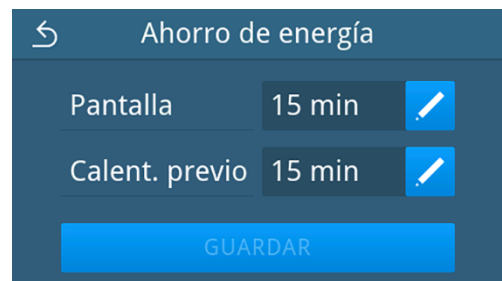 Ahorro de energía
Pantalla 15 min
Calent. previo 15 min
GUARDAR